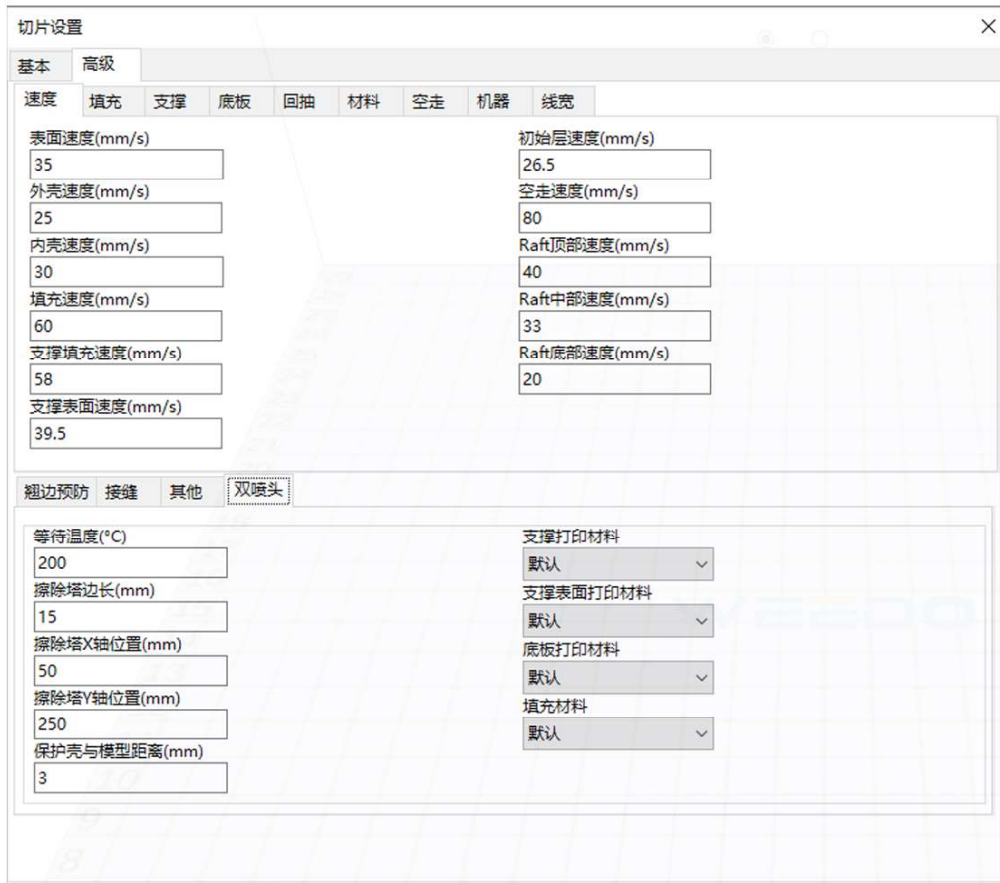 切片设置
基本 高级
速度 填充 支撑 底板 回抽 材料 空走 机器 线宽
表面速度(mm/s) 初始层速度(mm/s)
35 26.5
外壳速度(mm/s) 空走速度(mm/s)
25 80
内壳速度(mm/s) Raft顶部速度(mm/s)
30 40
填充速度(mm/s) Raft中部速度(mm/s)
60 33
支撑填充速度(mm/s) Raft底部速度(mm/s)
58 20
支撑表面速度(mm/s)
39.5
翘边预防 接缝 其他 双喷头
等待温度(°C) 支撑打印材料
200 默认
擦除塔边长(mm) 支撑表面打印材料
15 默认
擦除塔X轴位置(mm) 底板打印材料
50 默认
擦除塔Y轴位置(mm) 填充材料
250 默认
保护壳与模型距离(mm)
3
WEEDO
13
10
9
8